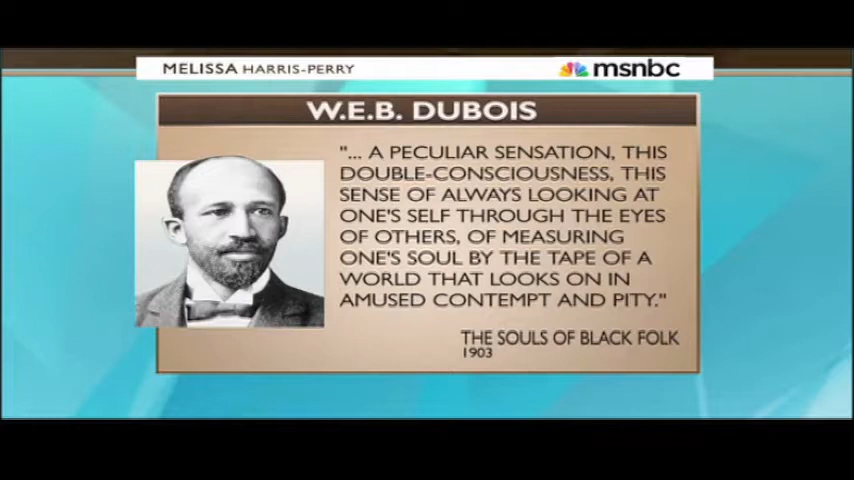 MELISSA HARRIS-PERRY
msnbc
W.E.B. DUBOIS
"... A PECULIAR SENSATION, THIS
DOUBLE-CONSCIOUSNESS, THIS
SENSE OF ALWAYS LOOKING AT
ONE'S SELF THROUGH THE EYES
OF OTHERS, OF MEASURING
ONE'S SOUL BY THE TAPE OF A
WORLD THAT LOOKS ON IN
AMUSED CONTEMPT AND PITY."
THE SOULS OF BLACK FOLK
1903